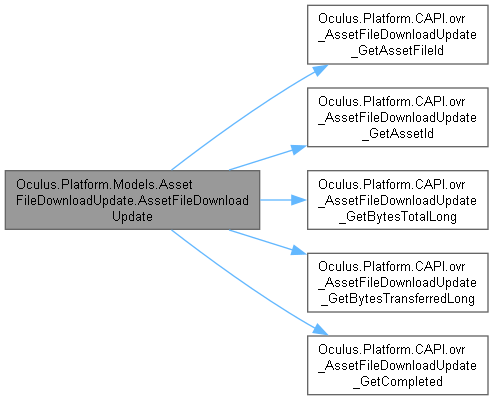 Oculus.Platform.Models.Asset
FileDownloadUpdate.AssetFileDownload
Update
Oculus.Platform.CAPI.ovr
_AssetFileDownloadUpdate
_GetAssetFileId
Oculus.Platform.CAPI.ovr
_AssetFileDownloadUpdate
_GetAssetId
Oculus.Platform.CAPI.ovr
_AssetFileDownloadUpdate
_GetBytesTotalLong
Oculus.Platform.CAPI.ovr
_AssetFileDownloadUpdate
_GetBytesTransferredLong
Oculus.Platform.CAPI.ovr
_AssetFileDownloadUpdate
_GetCompleted